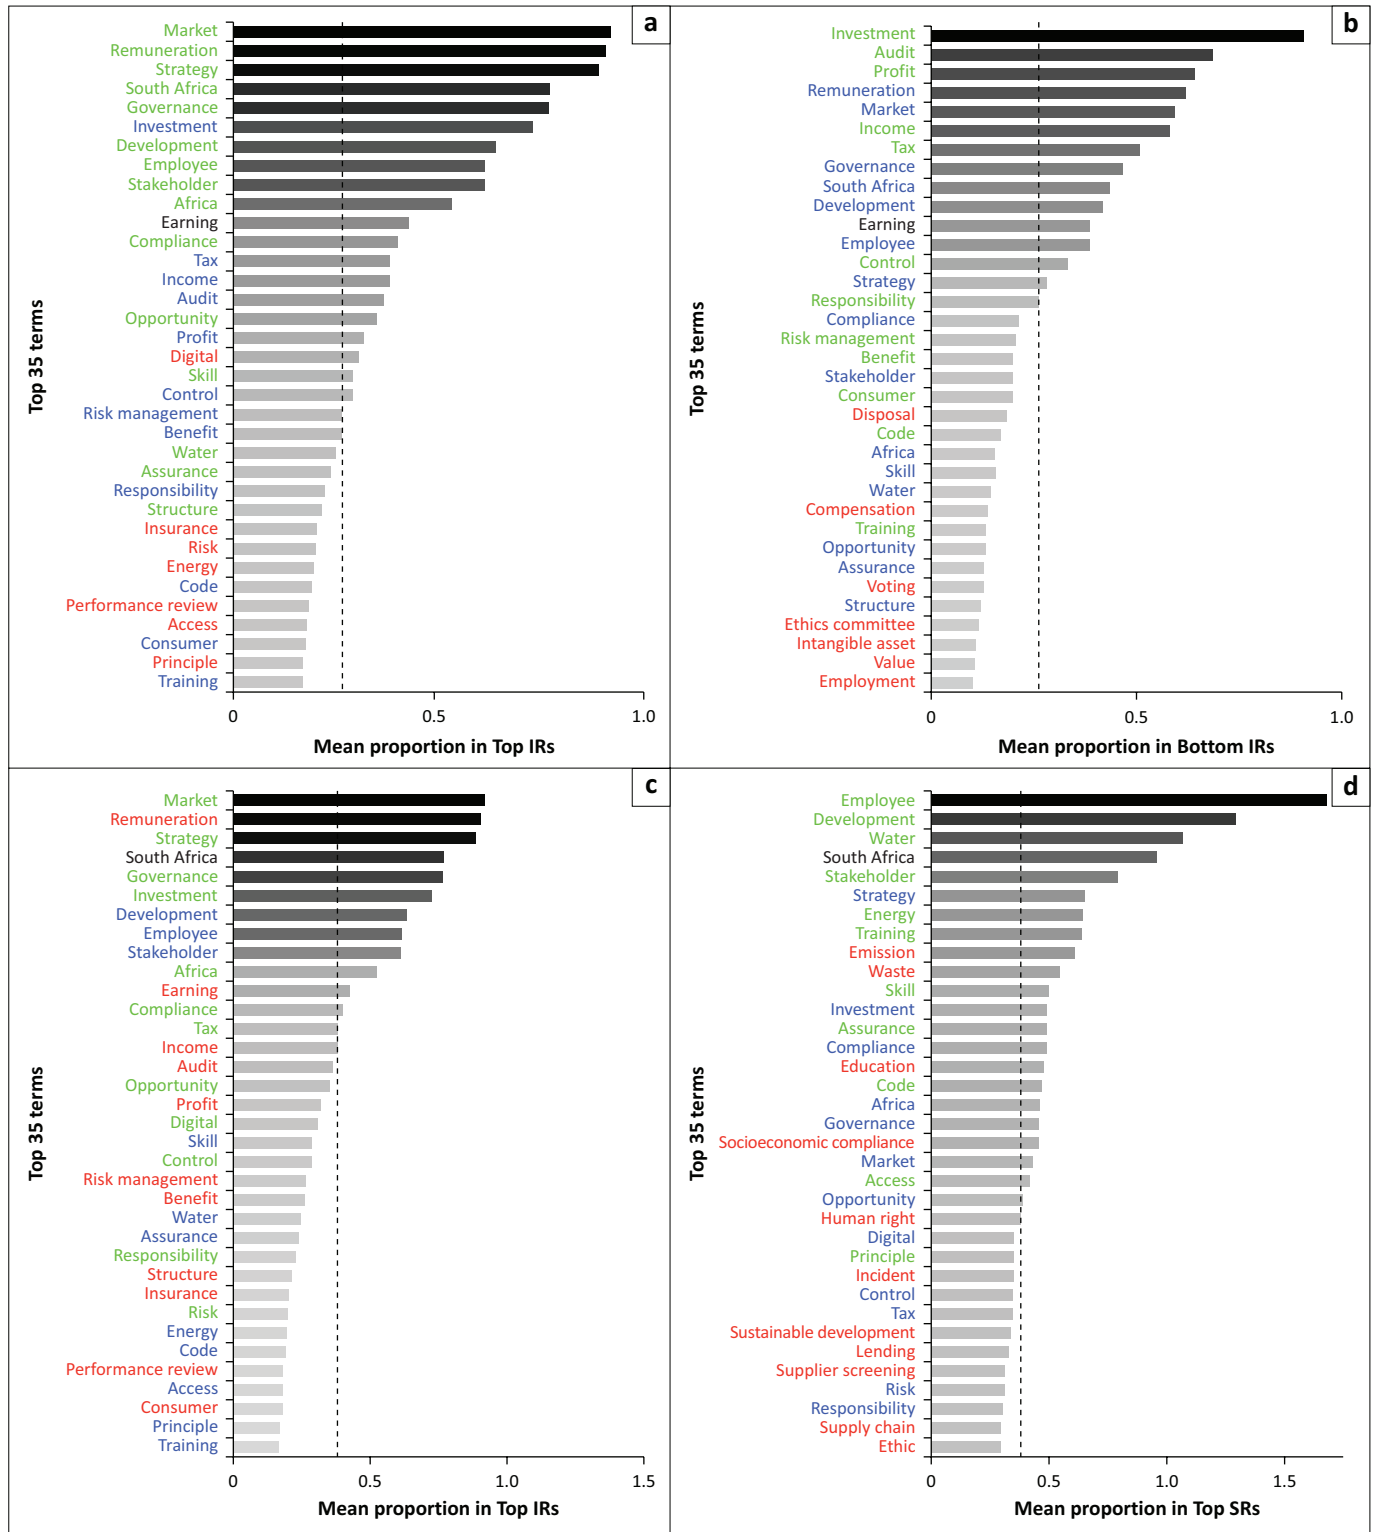 a
Market
Remuneration
Strategy
South Africa
Governance
Investment
Development
Employee
Stakeholder
Africa
Earning
Compliance
Tax
Income
Audit
Opportunity
Profit
Digital
Skill
Control
Risk management
Benefit
Water
Assurance
Responsibility
Structure
Insurance
Risk
Energy
Code
Performance review
Access
Consumer
Principle
Training
Top 35 terms
0 0.5 1.0
Mean proportion in Top IRs
b
Investment
Audit
Profit
Remuneration
Market
Income
Tax
Governance
South Africa
Development
Earning
Employee
Control
Strategy
Responsibility
Compliance
Risk management
Benefit
Stakeholder
Consumer
Disposal
Code
Africa
Skill
Water
Compensation
Training
Opportunity
Assurance
Voting
Structure
Ethics committee
Intangible asset
Value
Employment
Top 35 terms
0 0.5 1.0
Mean proportion in Bottom IRs
c
Market
Remuneration
Strategy
South Africa
Governance
Investment
Development
Employee
Stakeholder
Africa
Earning
Compliance
Tax
Income
Audit
Opportunity
Profit
Digital
Skill
Control
Risk management
Benefit
Water
Assurance
Responsibility
Structure
Insurance
Risk
Energy
Code
Performance review
Access
Consumer
Principle
Training
Top 35 terms
0 0.5 1.0 1.5
Mean proportion in Top IRs
d
Employee
Development
Water
South Africa
Stakeholder
Strategy
Energy
Training
Emission
Waste
Skill
Investment
Assurance
Compliance
Education
Code
Africa
Governance
Socioeconomic compliance
Market
Access
Opportunity
Human right
Digital
Principle
Incident
Control
Tax
Sustainable development
Lending
Supplier screening
Risk
Responsibility
Supply chain
Ethic
Top 35 terms
0 0.5 1.0 1.5
Mean proportion in Top SRs